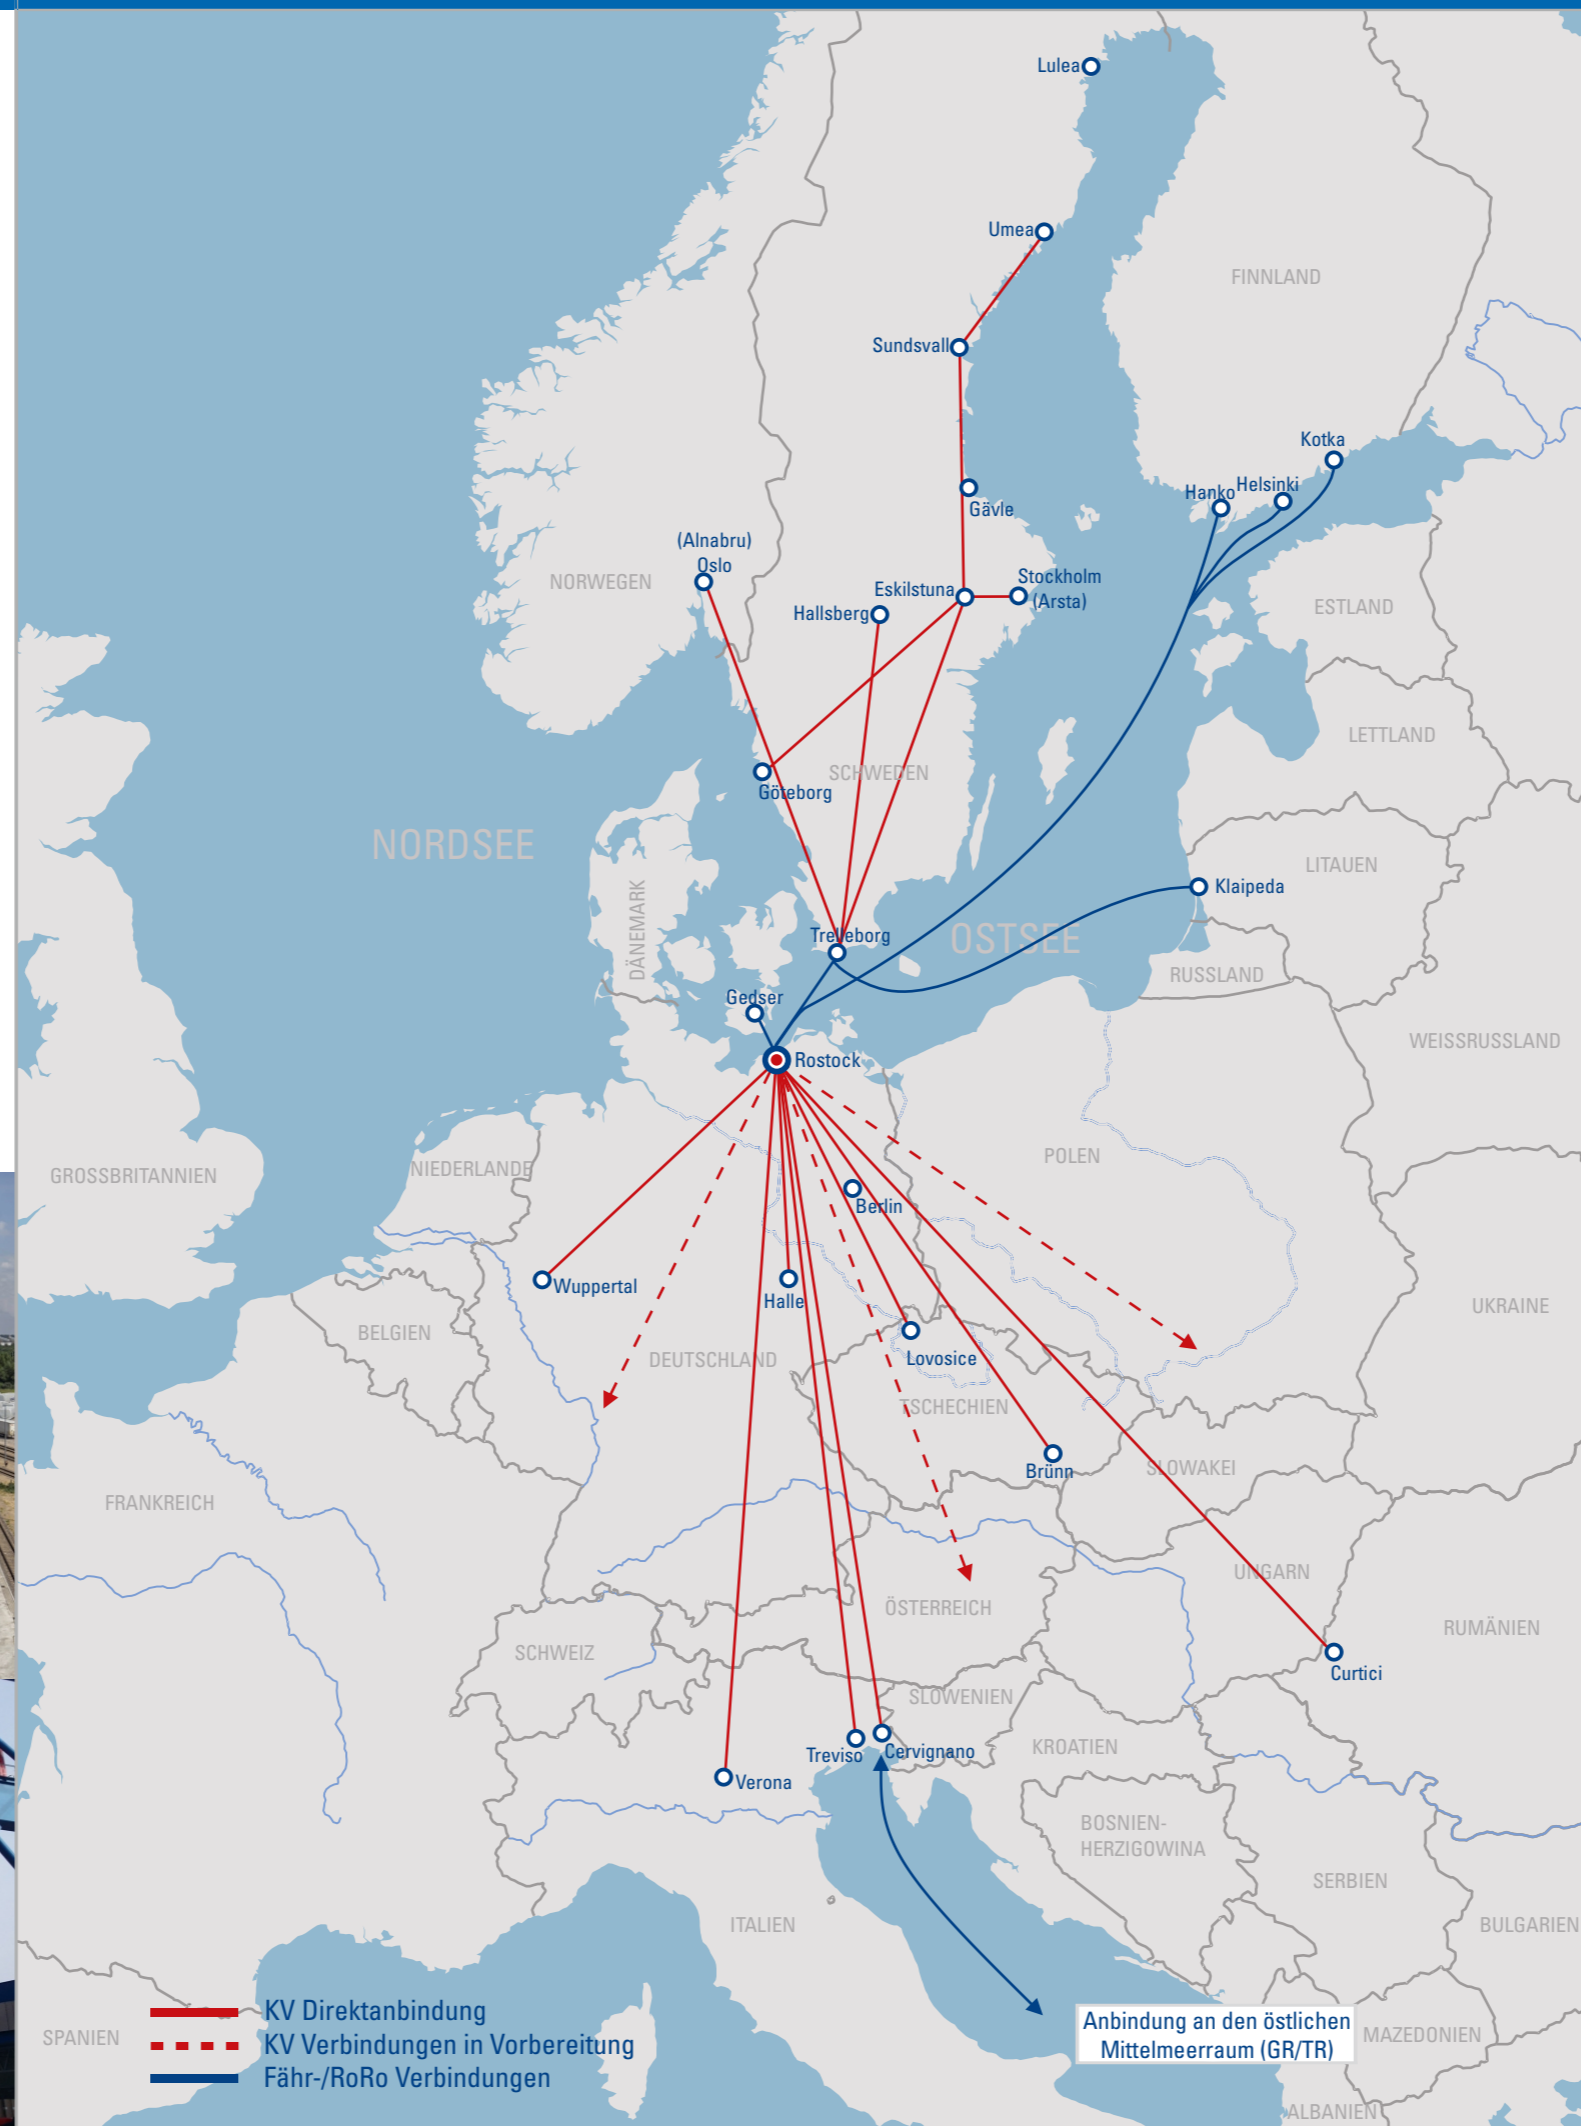 Lulea
Umea
FINNLAND
Sundsvall
Kotka
Helsinki
Hanko
Gävle
(Alnabru)
Oslo
NORWEGEN
Stockholm
(Arsta)
Eskilstuna
Hallsberg
ESTLAND
LETTLAND
SCHWEDEN
Göteborg
NORDSEE
LITAUEN
Klaipeda
DÄNEMARK
Trelleborg
OSTSEE
RUSSLAND
Gedser
Rostock
WEISSRUSSLAND
POLEN
GROSSBRITANNIEN
NIEDERLANDE
Berlin
Wuppertal
Halle
UKRAINE
BELGIEN
DEUTSCHLAND
Lovosice
TSCHECHIEN
Brünn
SLOWAKEI
FRANKREICH
UNGARN
ÖSTERREICH
RUMÄNIEN
SCHWEIZ
Curtici
SLOWENIEN
KROATIEN
Treviso
Cervignano
Verona
BOSNIEN-
HERZIGOWINA
SERBIEN
ITALIEN
BULGARIEN
KV Direktanbindung
KV Verbindungen in Vorbereitung
Fähr-/RoRo Verbindungen
SPANIEN
Anbindung an den östlichen
Mittelmeerraum (GR/TR)
MAZEDONIEN
ALBANIEN